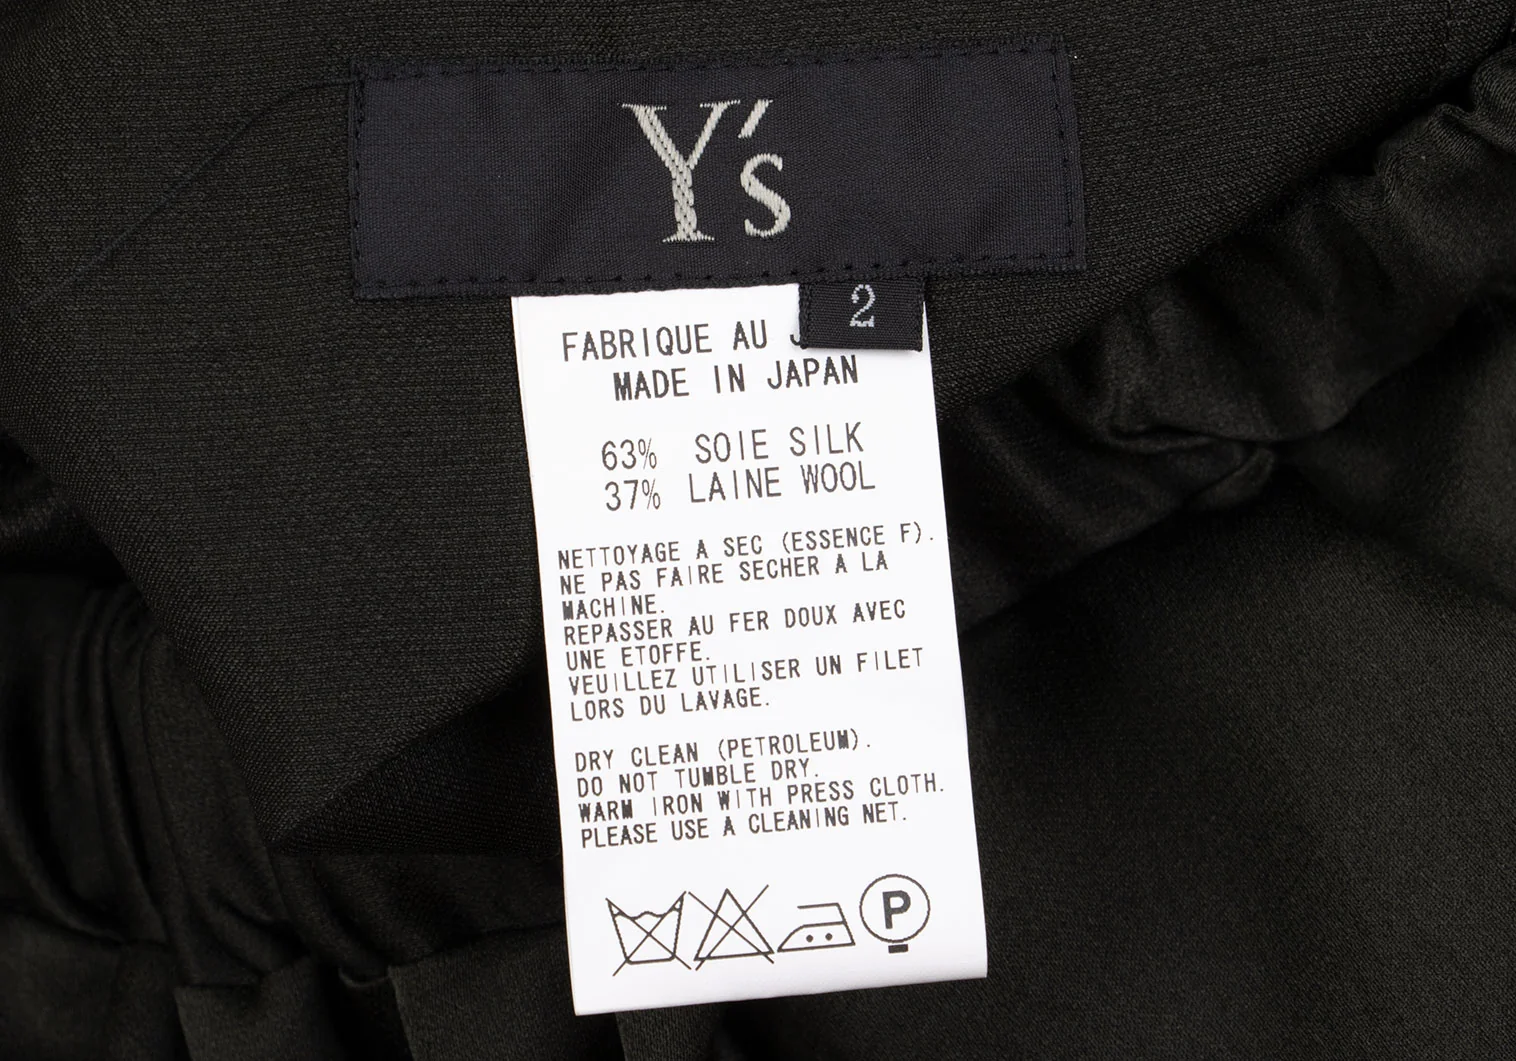 Y's
2
FABRIQUE AU
MADE IN JAPAN
63% SOIE SILK
37% LAINE WOOL
NETTOYAGE A SEC (ESSENCE F).
NE PAS FAIRE SECHER A LA
MACHINE.
REPASSER AU FER DOUX AVEC
UNE ETOFFE.
VEUILLEZ UTILISER UN FILET
LORS DU LAVAGE.
DRY CLEAN (PETROLEUM).
DO NOT TUMBLE DRY.
WARM IRON WITH PRESS CLOTH.
PLEASE USE A CLEANING NET.
P